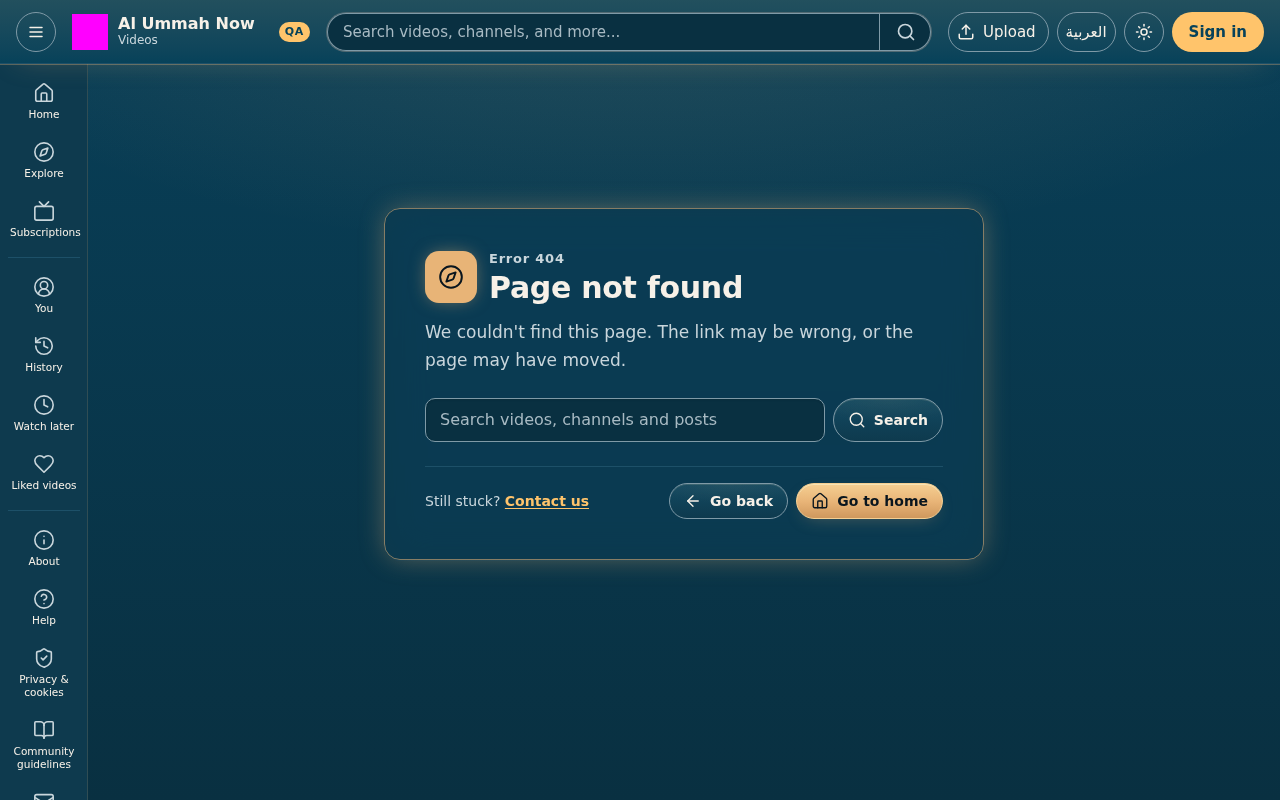 Al Ummah Now
Videos
QA
Search videos, channels, and more...
Upload
العربية
Sign in
Home
Explore
Subscriptions
You
History
Watch later
Liked videos
About
Help
Privacy &
cookies
Community
guidelines
Error 404
Page not found
We couldn't find this page. The link may be wrong, or the
page may have moved.
Search videos, channels and posts
Search
Still stuck? Contact us
Go back
Go to home